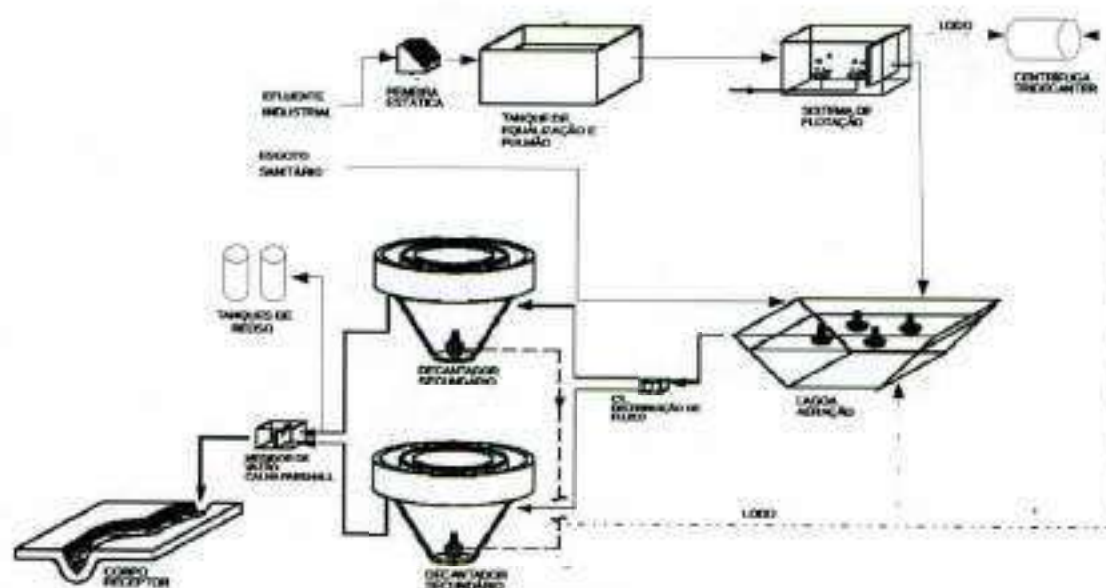 LODO
EFLUENTE
INDUSTRIAL
PENEIRA
ESTÁTICA
TANQUE DE
EQUALIZAÇÃO E
PULMÃO
SISTEMA DE
FLOTAÇÃO
CENTRÍFUGA
TRIDECANTER
ESGOTO
SANITÁRIO
TANQUES DE
REÚSO
DECANTADOR
SECUNDÁRIO
CX.
DISTRIBUIÇÃO DE
FLUXO
LAGOA
AERAÇÃO
MEDIDOR DE
VAZÃO
CALHA PARSHALL
LODO
CORPO
RECEPTOR
DECANTADOR
SECUNDÁRIO